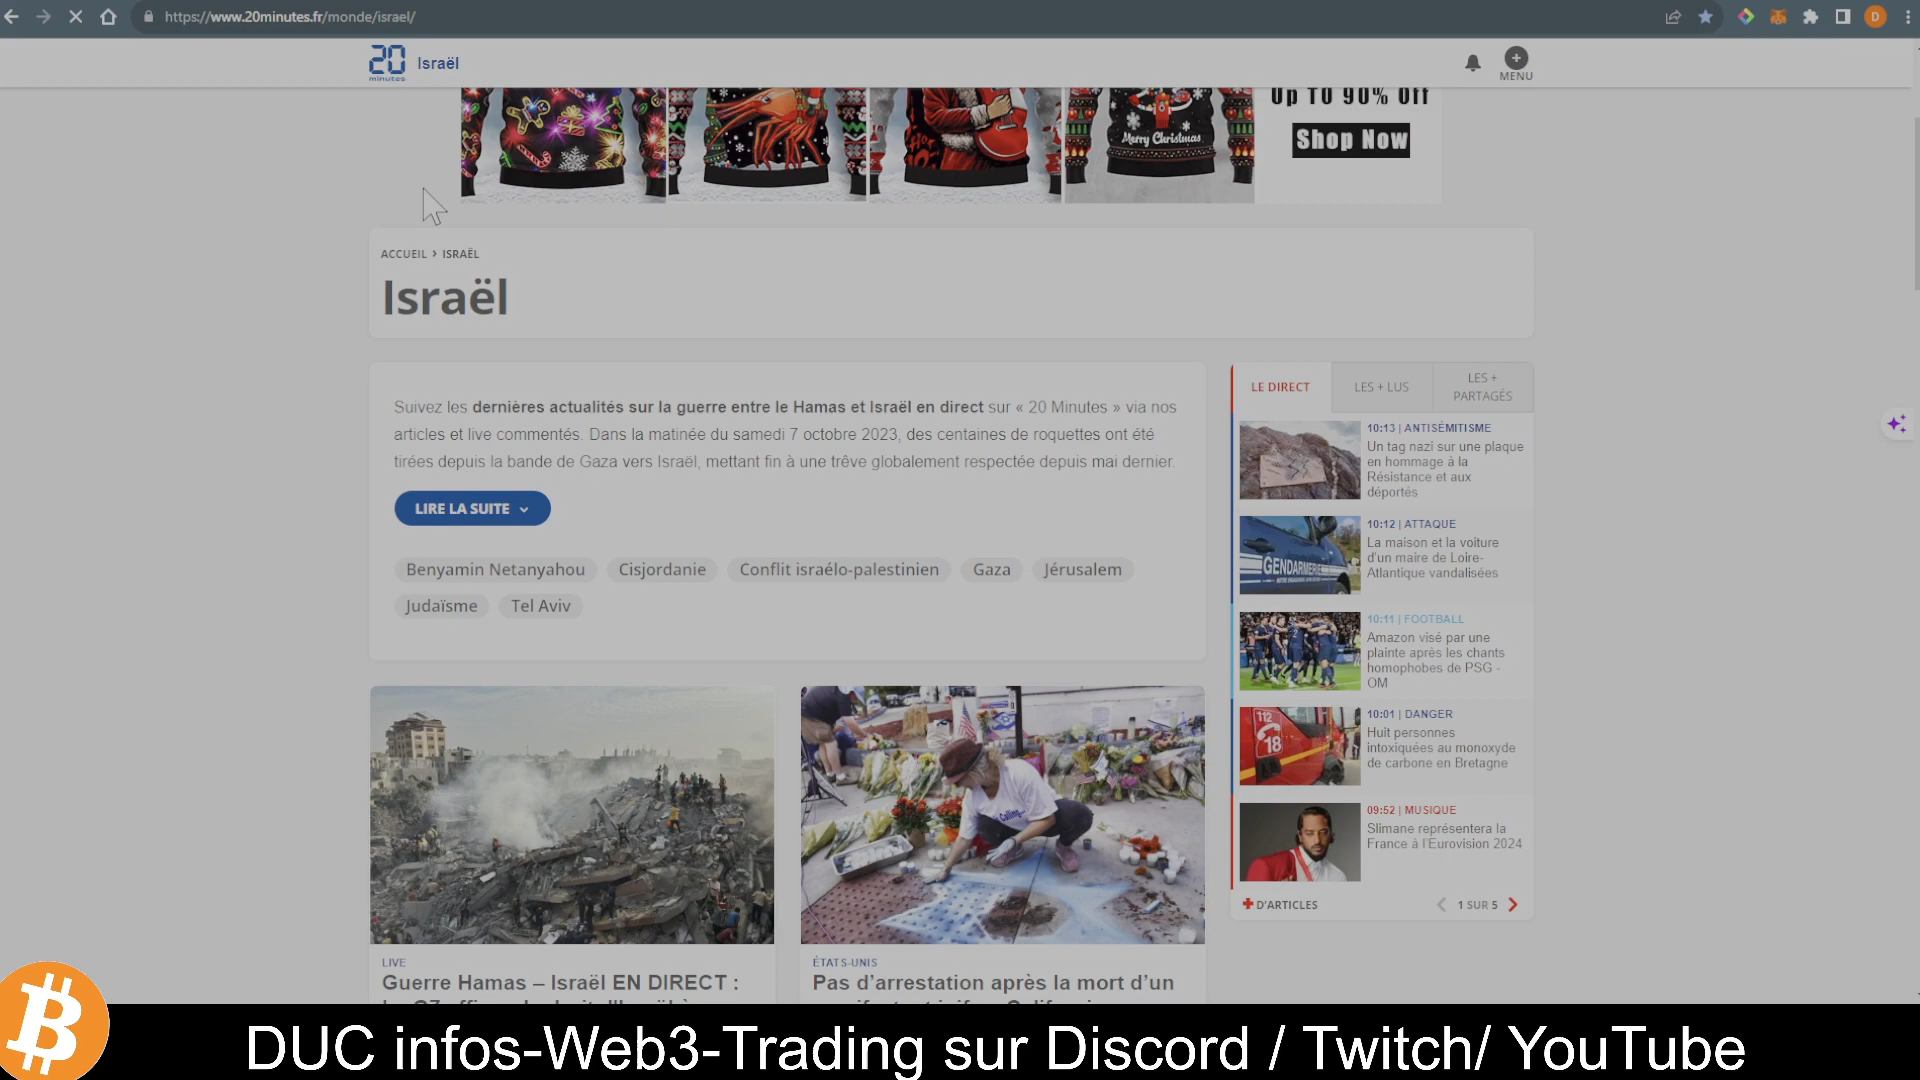 https://www.20minutes.fr/monde/israel/
D
20
minutes
Israël
MENU
Merry Christmas
Up TO 90% Off
Shop Now
ACCUEIL > ISRAËL
Israël
Suivez les dernières actualités sur la guerre entre le Hamas et Israël en direct sur « 20 Minutes » via nos
articles et live commentés. Dans la matinée du samedi 7 octobre 2023, des centaines de roquettes ont été
tirées depuis la bande de Gaza vers Israël, mettant fin à une trêve globalement respectée depuis mai dernier.
LIRE LA SUITE
Benyamin Netanyahou
Cisjordanie
Conflit israélo-palestinien
Gaza
Jérusalem
Judaïsme
Tel Aviv
LIVE
Guerre Hamas – Israël EN DIRECT :
ÉTATS-UNIS
Pas d'arrestation après la mort d'un
LE DIRECT
LES + LUS
LES +
PARTAGÉS
10:13 | ANTISÉMITISME
Un tag nazi sur une plaque
en hommage à la
Résistance et aux
déportés
GENDARMERIE
10:12 | ATTAQUE
La maison et la voiture
d'un maire de Loire-
Atlantique vandalisées
10:11 | FOOTBALL
Amazon visé par une
plainte après les chants
homophobes de PSG -
OM
112
18
10:01 | DANGER
Huit personnes
intoxiquées au monoxyde
de carbone en Bretagne
09:52 | MUSIQUE
Slimane représentera la
France à l'Eurovision 2024
+ D'ARTICLES
1 SUR 5
DUC infos-Web3-Trading sur Discord / Twitch/ YouTube